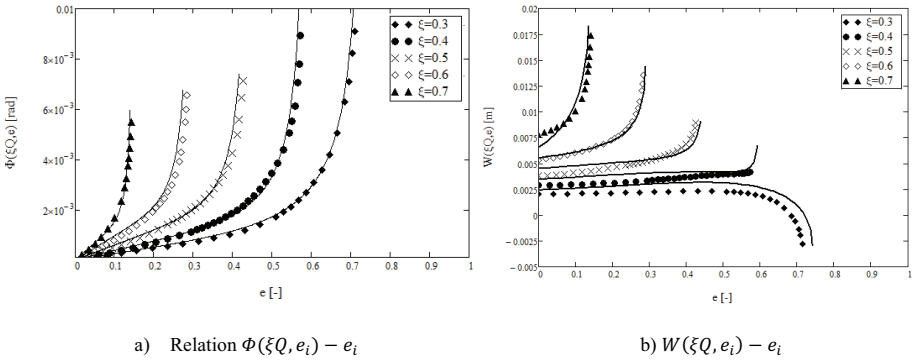 0.01
8×10⁻³
6×10⁻³
4×10⁻³
2×10⁻³
Φ(ξQ,e) [rad]
0 0.1 0.2 0.3 0.4 0.5 0.6 0.7 0.8 0.9 1
e [-]
ξ=0.3
ξ=0.4
ξ=0.5
ξ=0.6
ξ=0.7
a) Relation Φ(ξQ, eᵢ) − eᵢ
0.02
0.0175
0.015
0.0125
0.01
0.0075
0.005
0.0025
0
−0.0025
−0.005
W(ξQ,e) [m]
0 0.1 0.2 0.3 0.4 0.5 0.6 0.7 0.8 0.9 1
e [-]
ξ=0.3
ξ=0.4
ξ=0.5
ξ=0.6
ξ=0.7
b) W(ξQ, eᵢ) − eᵢ